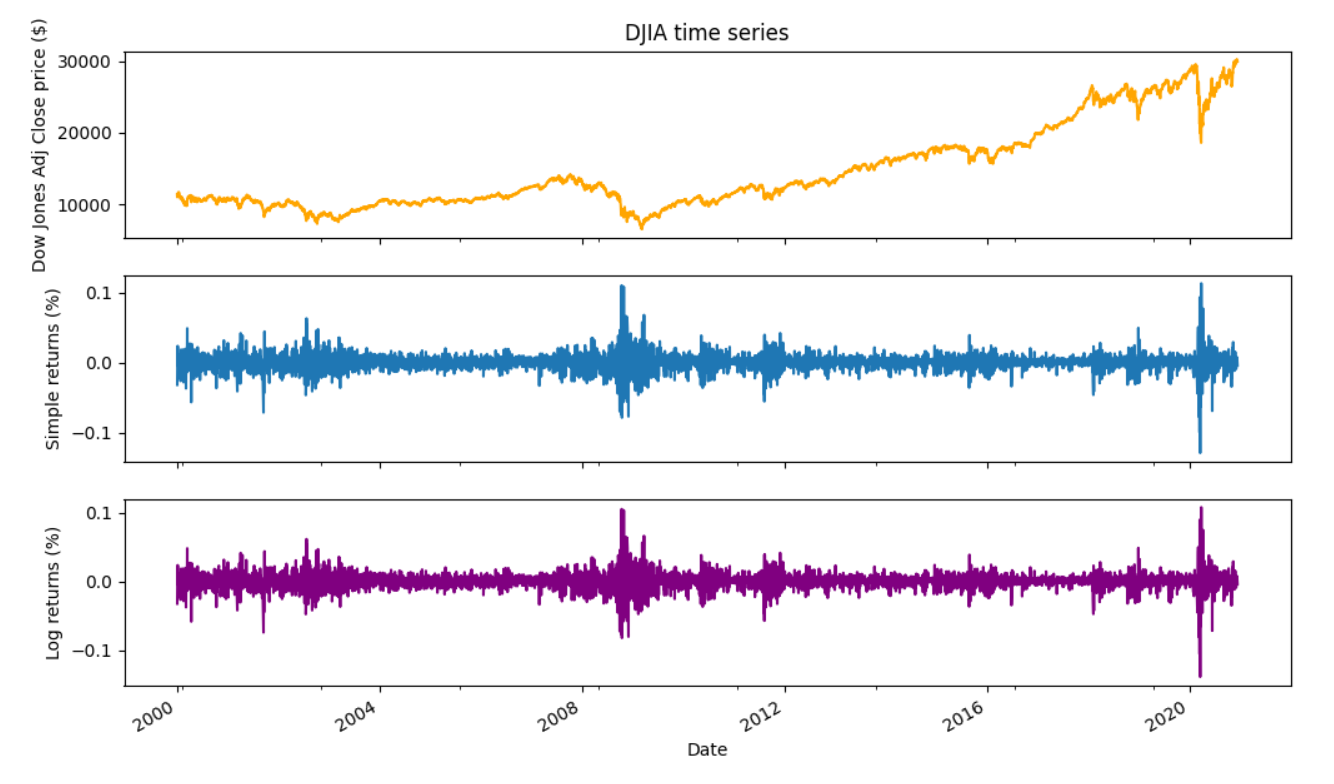 DJIA time series
Dow Jones Adj Close price ($)
30000
20000
10000
Simple returns (%)
0.1
0.0
−0.1
Log returns (%)
0.1
0.0
−0.1
2000 2004 2008 2012 2016 2020
Date